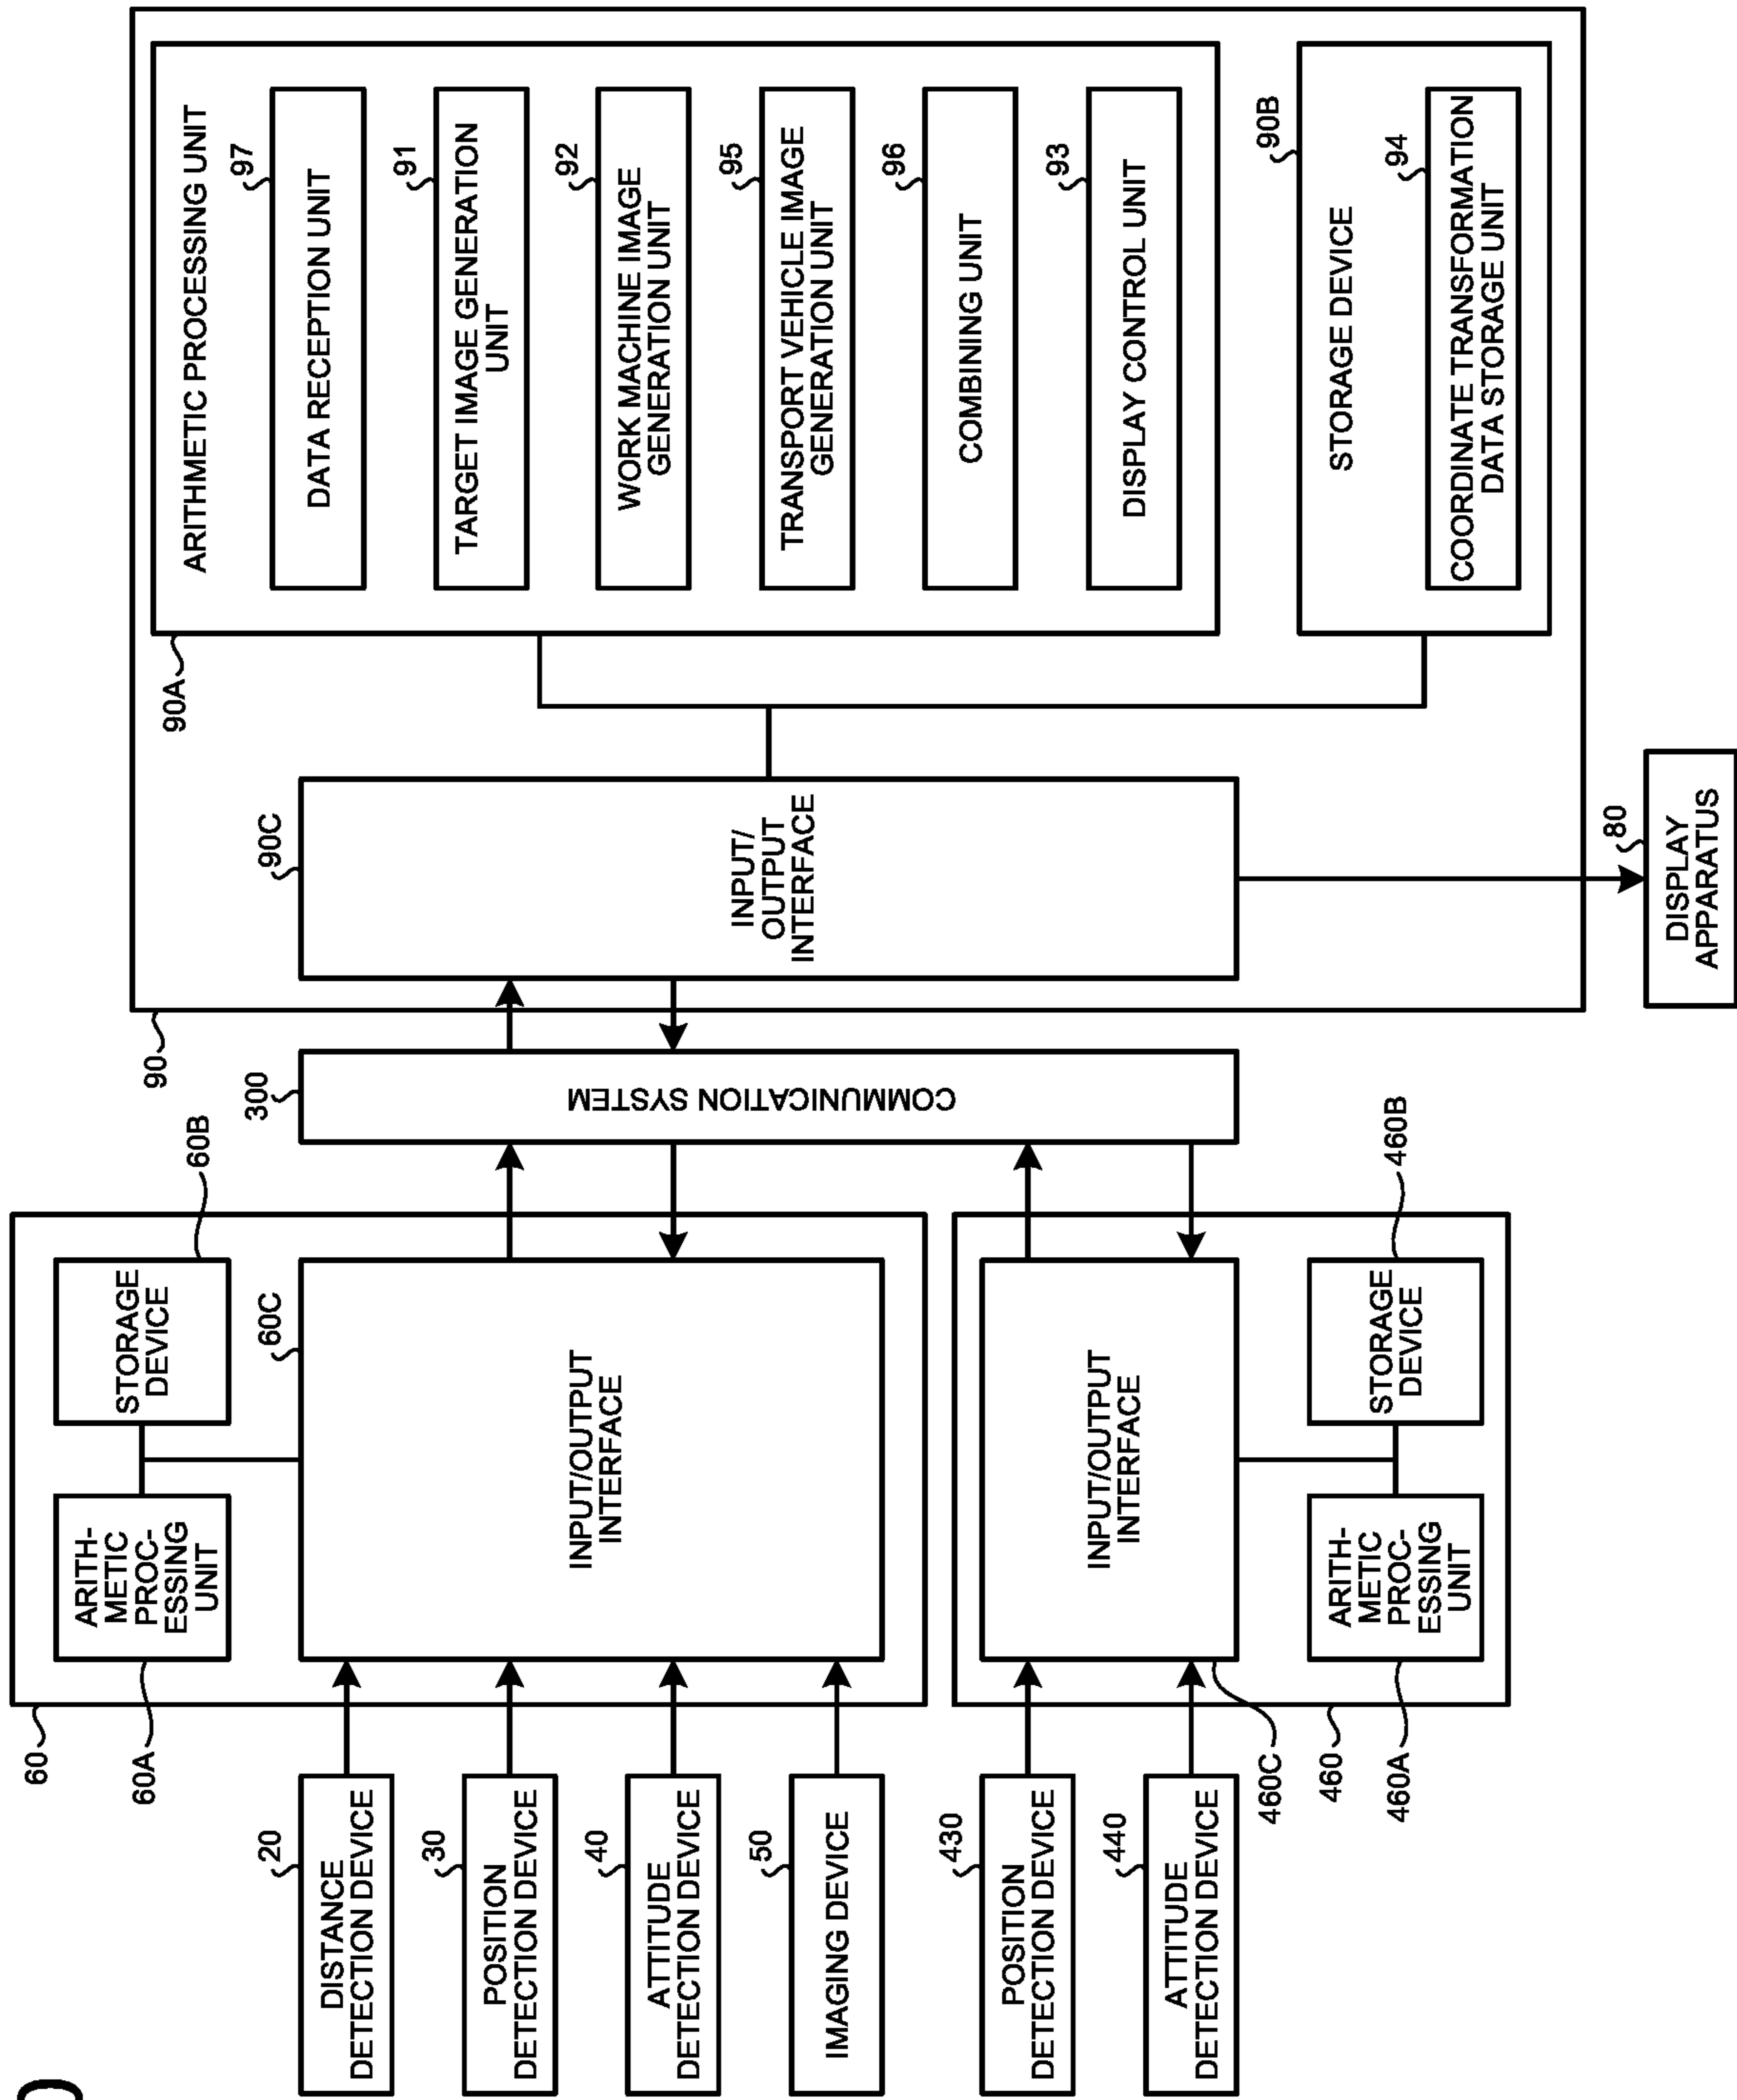 20
DISTANCE
DETECTION DEVICE
30
POSITION
DETECTION DEVICE
40
ATTITUDE
DETECTION DEVICE
50
IMAGING DEVICE
430
POSITION
DETECTION DEVICE
440
ATTITUDE
DETECTION DEVICE
60
60A
ARITH-
METIC
PROC-
ESSING
UNIT
STORAGE
DEVICE
60B
60C
INPUT/OUTPUT
INTERFACE
INPUT/OUTPUT
INTERFACE
460C
460
460A
ARITH-
METIC
PROC-
ESSING
UNIT
STORAGE
DEVICE
460B
300
COMMUNICATION SYSTEM
90
90C
INPUT/
OUTPUT
INTERFACE
80
DISPLAY
APPARATUS
90A
ARITHMETIC PROCESSING UNIT
97
DATA RECEPTION UNIT
91
TARGET IMAGE GENERATION
UNIT
92
WORK MACHINE IMAGE
GENERATION UNIT
95
TRANSPORT VEHICLE IMAGE
GENERATION UNIT
96
COMBINING UNIT
93
DISPLAY CONTROL UNIT
90B
STORAGE DEVICE
94
COORDINATE TRANSFORMATION
DATA STORAGE UNIT